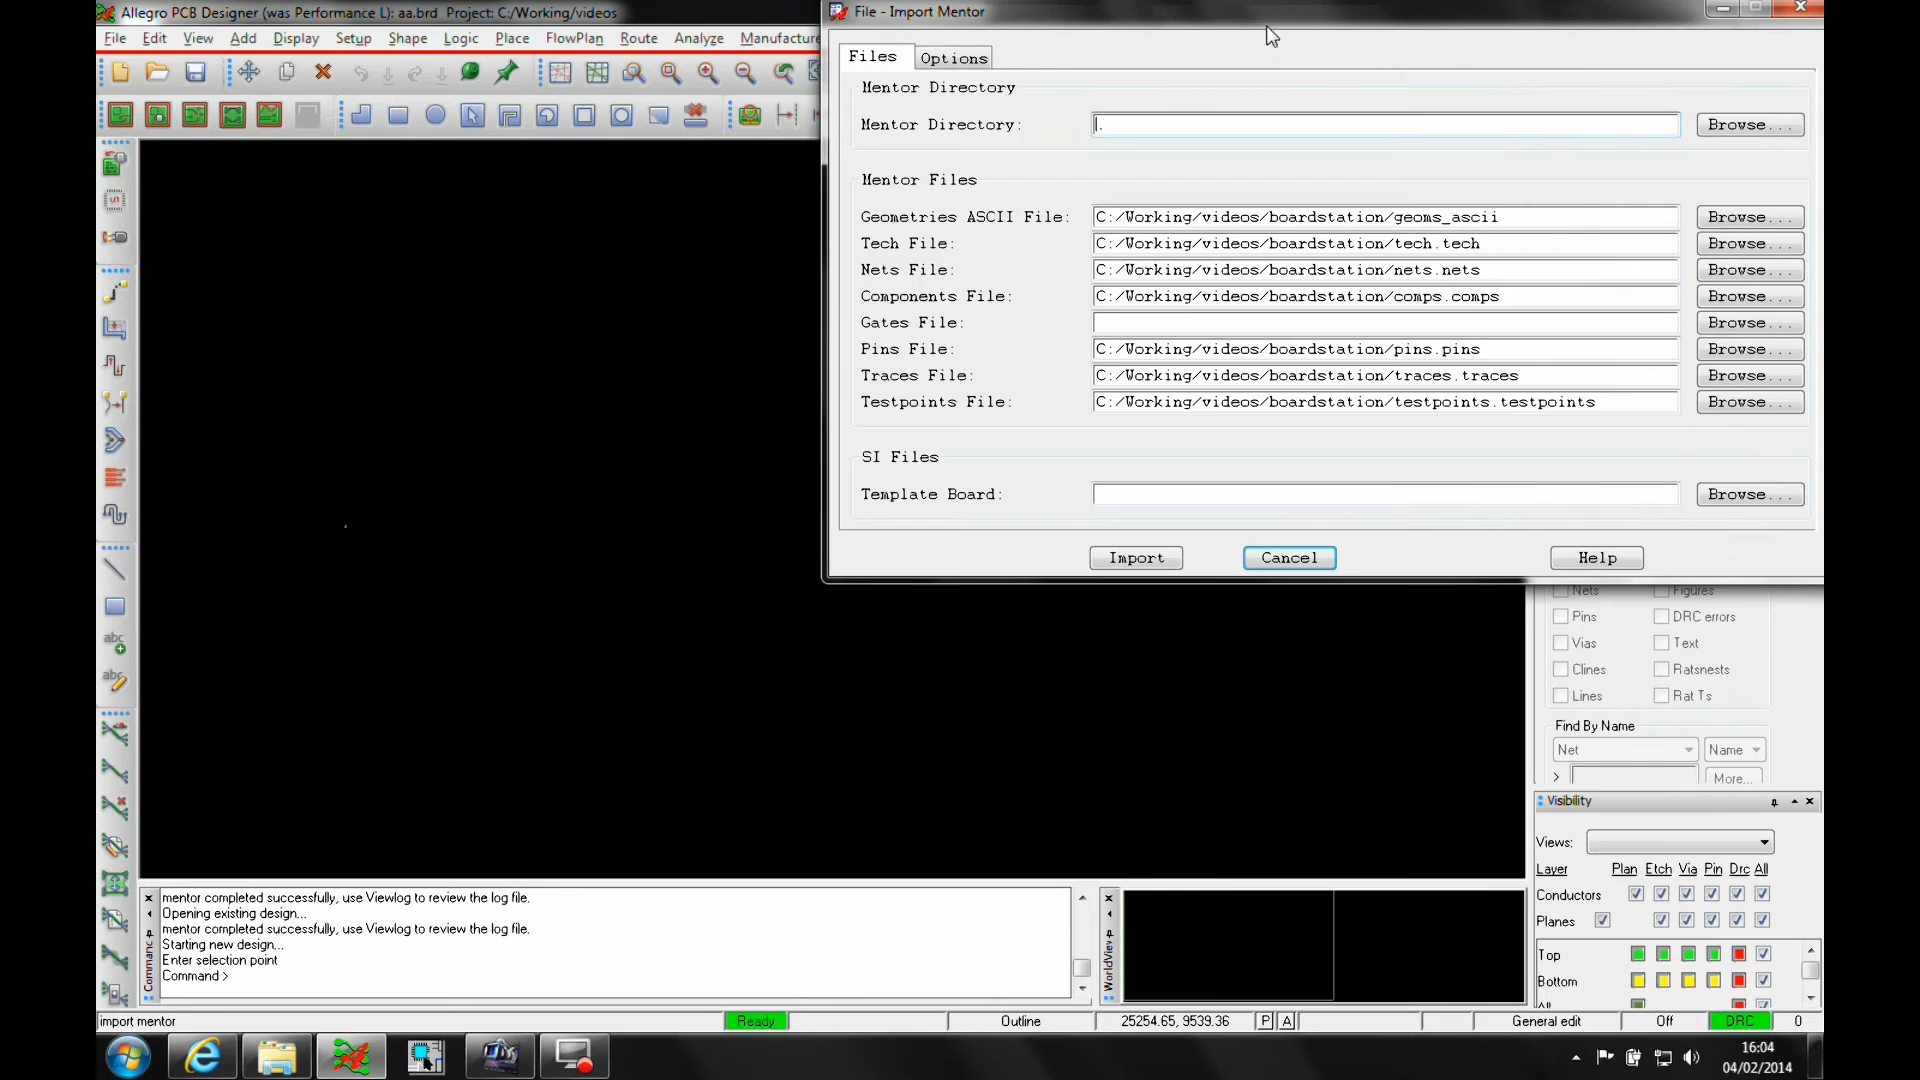 Allegro PCB Designer (was Performance L): aa.brd Project: C:/Working/videos
File Edit View Add Display Setup Shape Logic Place FlowPlan Route Analyze Manufactu
File - Import Mentor
Files Options
Mentor Directory
Mentor Directory: . Browse...
Mentor Files
Geometries ASCII File: C:/Working/videos/boardstation/geoms_ascii Browse...
Tech File: C:/Working/videos/boardstation/tech.tech Browse...
Nets File: C:/Working/videos/boardstation/nets.nets Browse...
Components File: C:/Working/videos/boardstation/comps.comps Browse...
Gates File: Browse...
Pins File: C:/Working/videos/boardstation/pins.pins Browse...
Traces File: C:/Working/videos/boardstation/traces.traces Browse...
Testpoints File: C:/Working/videos/boardstation/testpoints.testpoints Browse...
SI Files
Template Board: Browse...
Import Cancel Help
U1
abc
abc
Nets Figures
Pins DRC errors
Vias Text
Clines Ratsnests
Lines Rat Ts
Find By Name
Net Name
> More...
Visibility
Views:
Layer Plan Etch Via Pin Drc All
Conductors
Planes
Top
Bottom
All
Command
mentor completed successfully, use Viewlog to review the log file.
Opening existing design...
mentor completed successfully, use Viewlog to review the log file.
Starting new design...
Enter selection point
Command >
WorldView
import mentor Ready Outline 25254.65, 9539.36 P A General edit Off DRC 0
16:04
04/02/2014